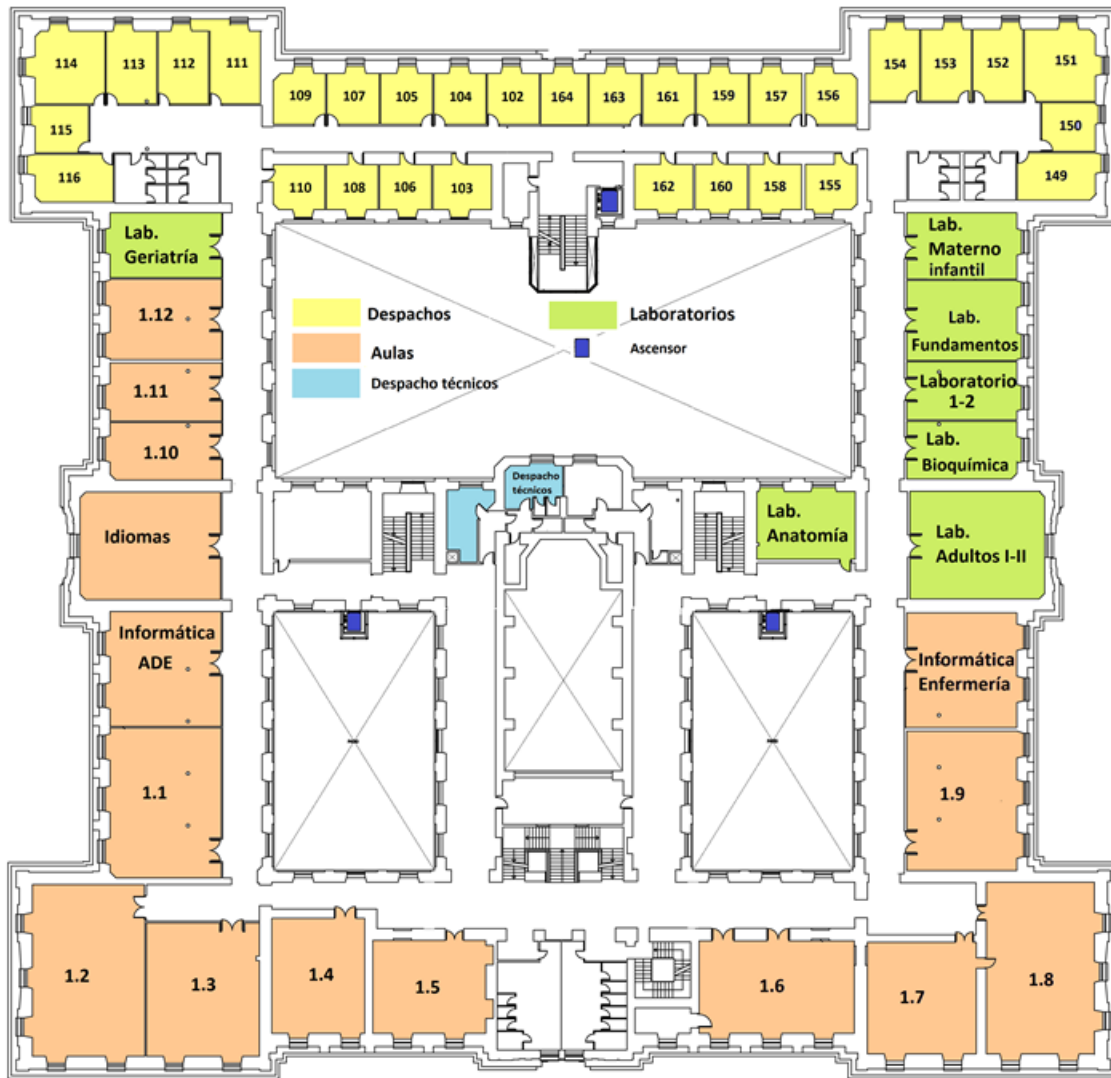 114
113
112
111
109
107
105
104
102
164
163
161
159
157
156
154
153
152
151
115
150
116
149
110
108
106
103
162
160
158
155
Lab.
Geriatría
Lab.
Materno
infantil
1.12
Despachos
Laboratorios
Lab.
Fundamentos
Aulas
Ascensor
1.11
Despacho técnicos
Laboratorio
1-2
1.10
Lab.
Bioquímica
Despacho
técnicos
Idiomas
Lab.
Anatomía
Lab.
Adultos I-II
Informática
ADE
Informática
Enfermería
1.1
1.9
1.2
1.3
1.4
1.5
1.6
1.7
1.8